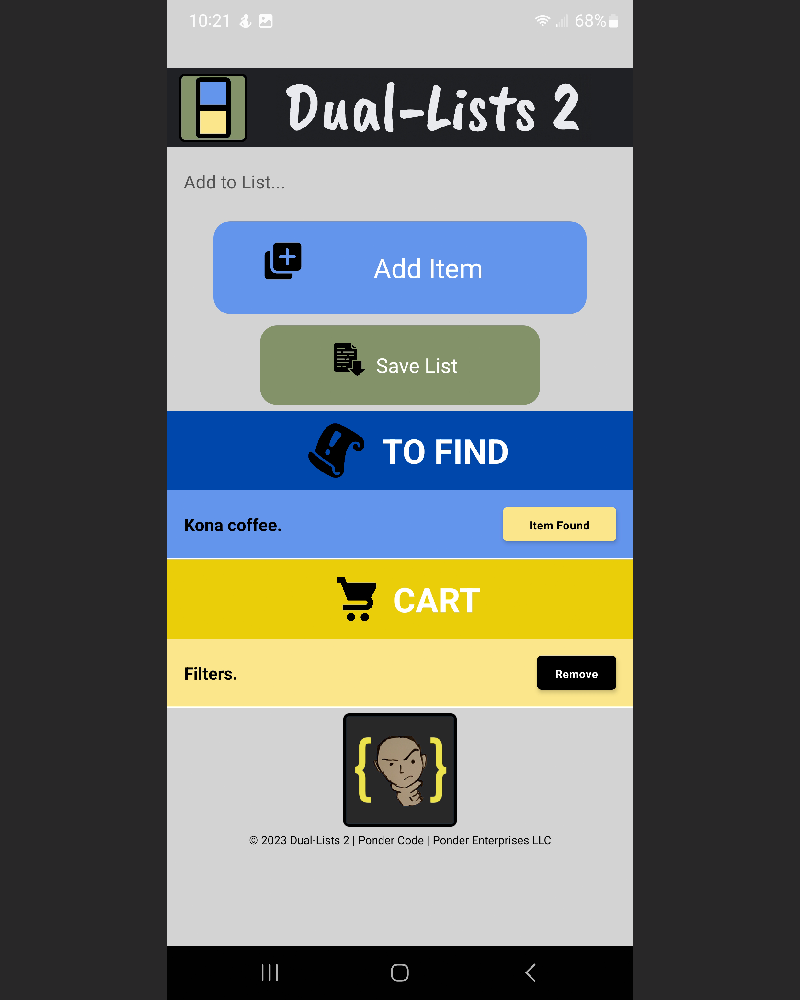 10:21
68%
Dual-Lists 2
Add to List...
Add Item
Save List
TO FIND
Kona coffee.
Item Found
CART
Filters.
Remove
{ }
© 2023 Dual-Lists 2 | Ponder Code | Ponder Enterprises LLC